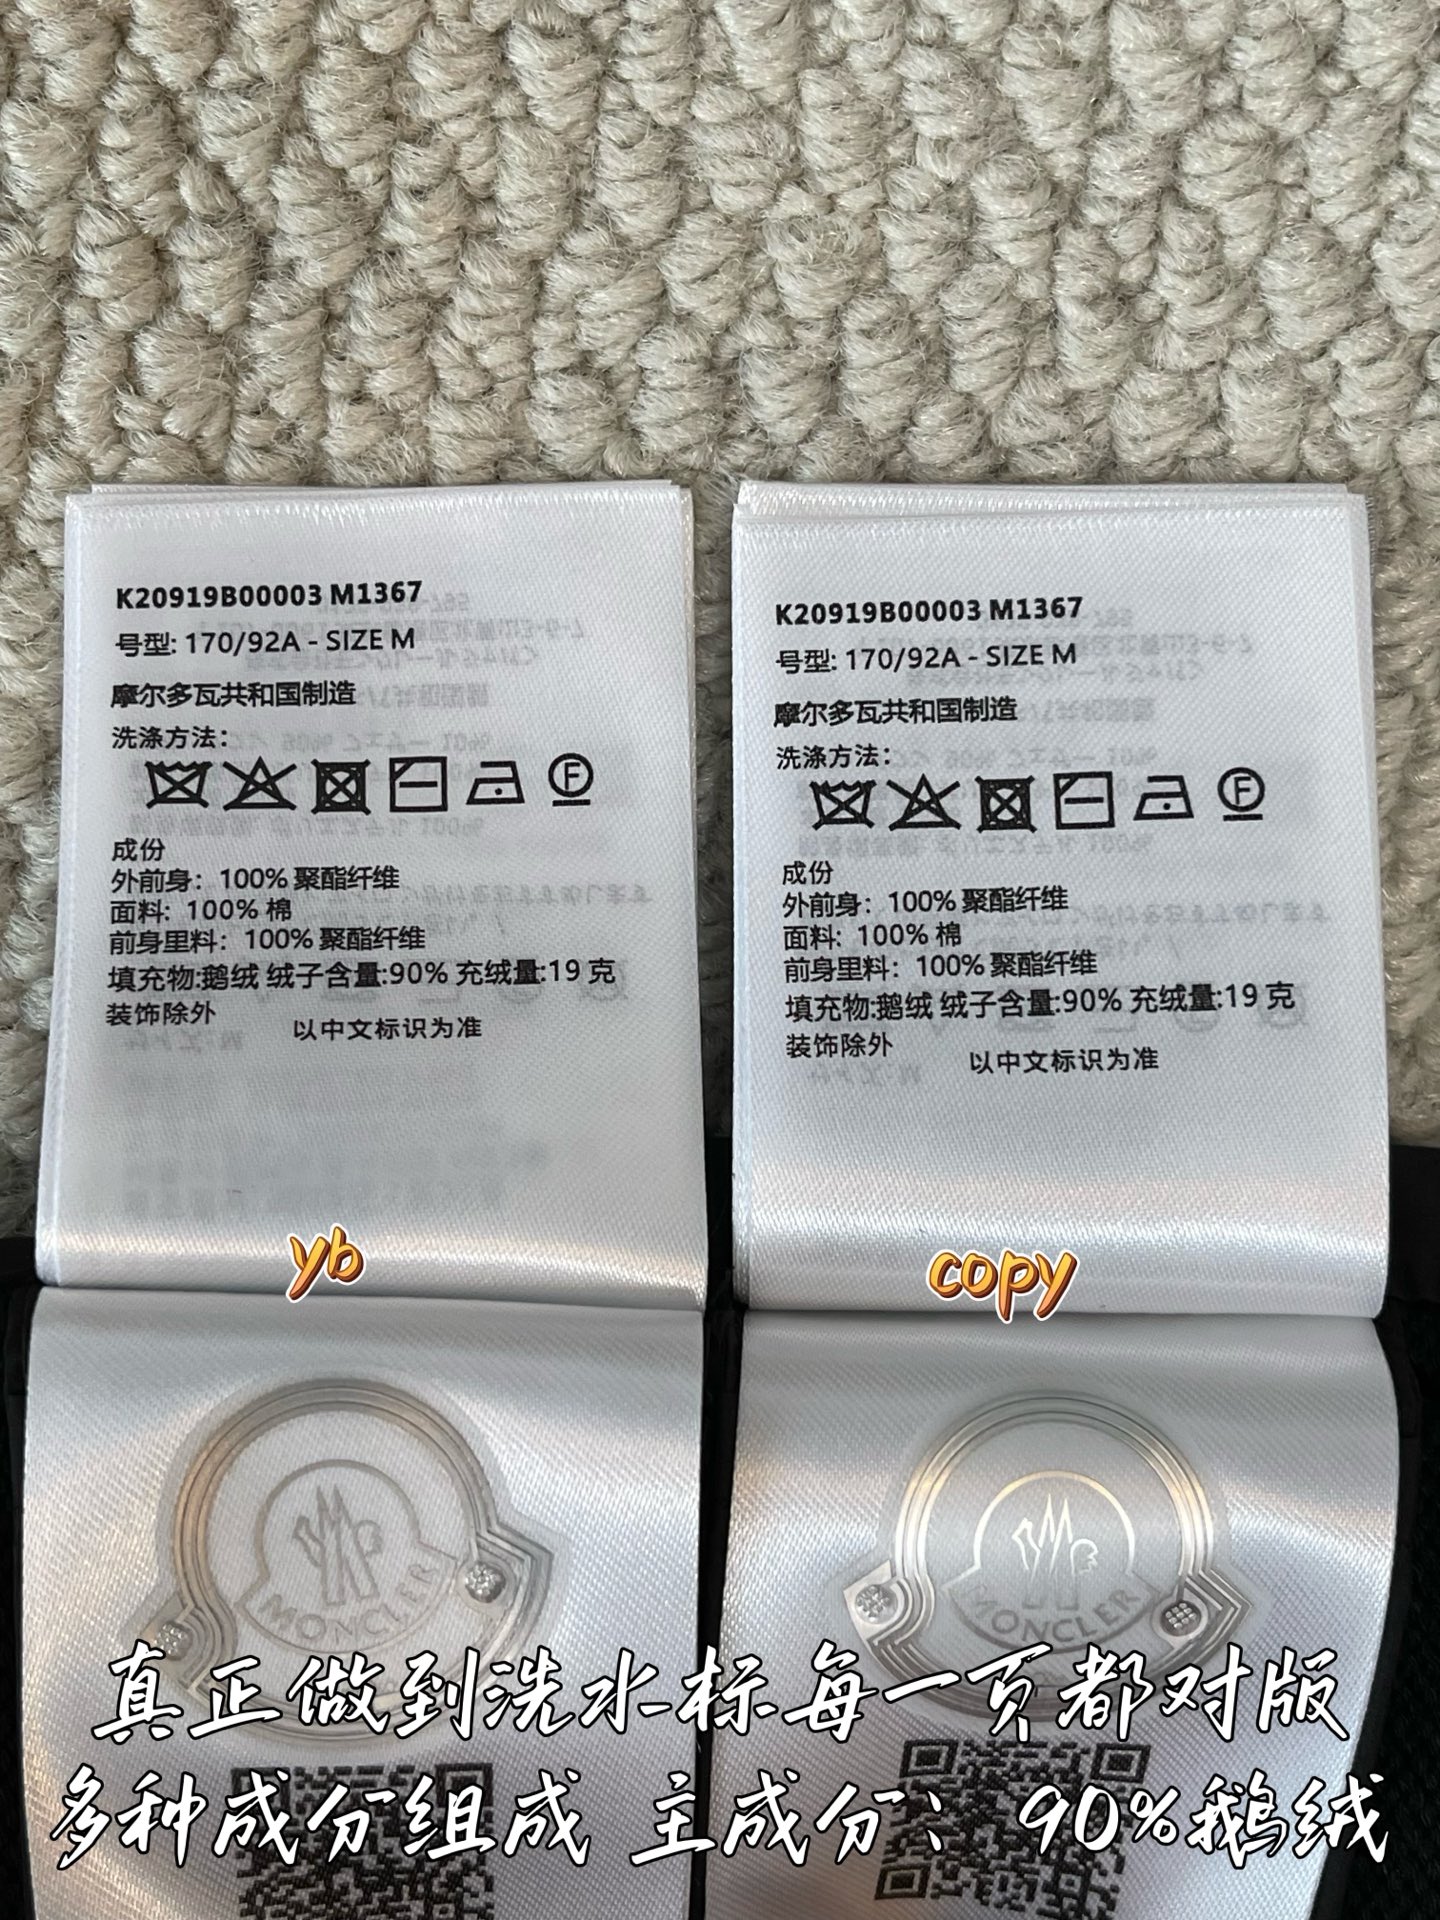 K20919B00003 M1367
号型: 170/92A - SIZE M
摩尔多瓦共和国制造
洗涤方法：
F
成份
外前身：100% 聚酯纤维
面料：100% 棉
前身里料：100% 聚酯纤维
填充物:鹅绒 绒子含量:90% 充绒量:19 克
装饰除外
以中文标识为准
yb
MONCLER
K20919B00003 M1367
号型: 170/92A - SIZE M
摩尔多瓦共和国制造
洗涤方法：
F
成份
外前身：100% 聚酯纤维
面料：100% 棉
前身里料：100% 聚酯纤维
填充物:鹅绒 绒子含量:90% 充绒量:19 克
装饰除外
以中文标识为准
copy
MONCLER
真正做到洗水标每一页都对版
多种成分组成 主成分：90%鹅绒